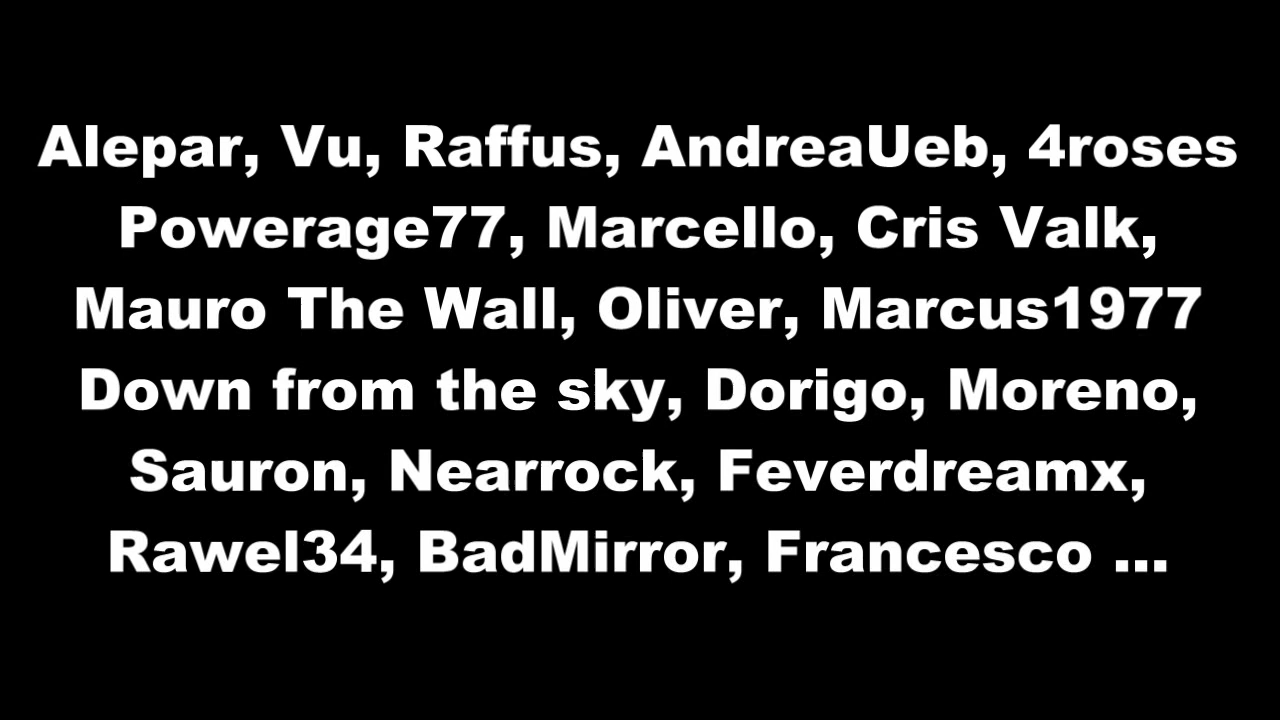 Alepar, Vu, Raffus, AndreaUeb, 4roses
Powerage77, Marcello, Cris Valk,
Mauro The Wall, Oliver, Marcus1977
Down from the sky, Dorigo, Moreno,
Sauron, Nearrock, Feverdreamx,
Rawel34, BadMirror, Francesco ...